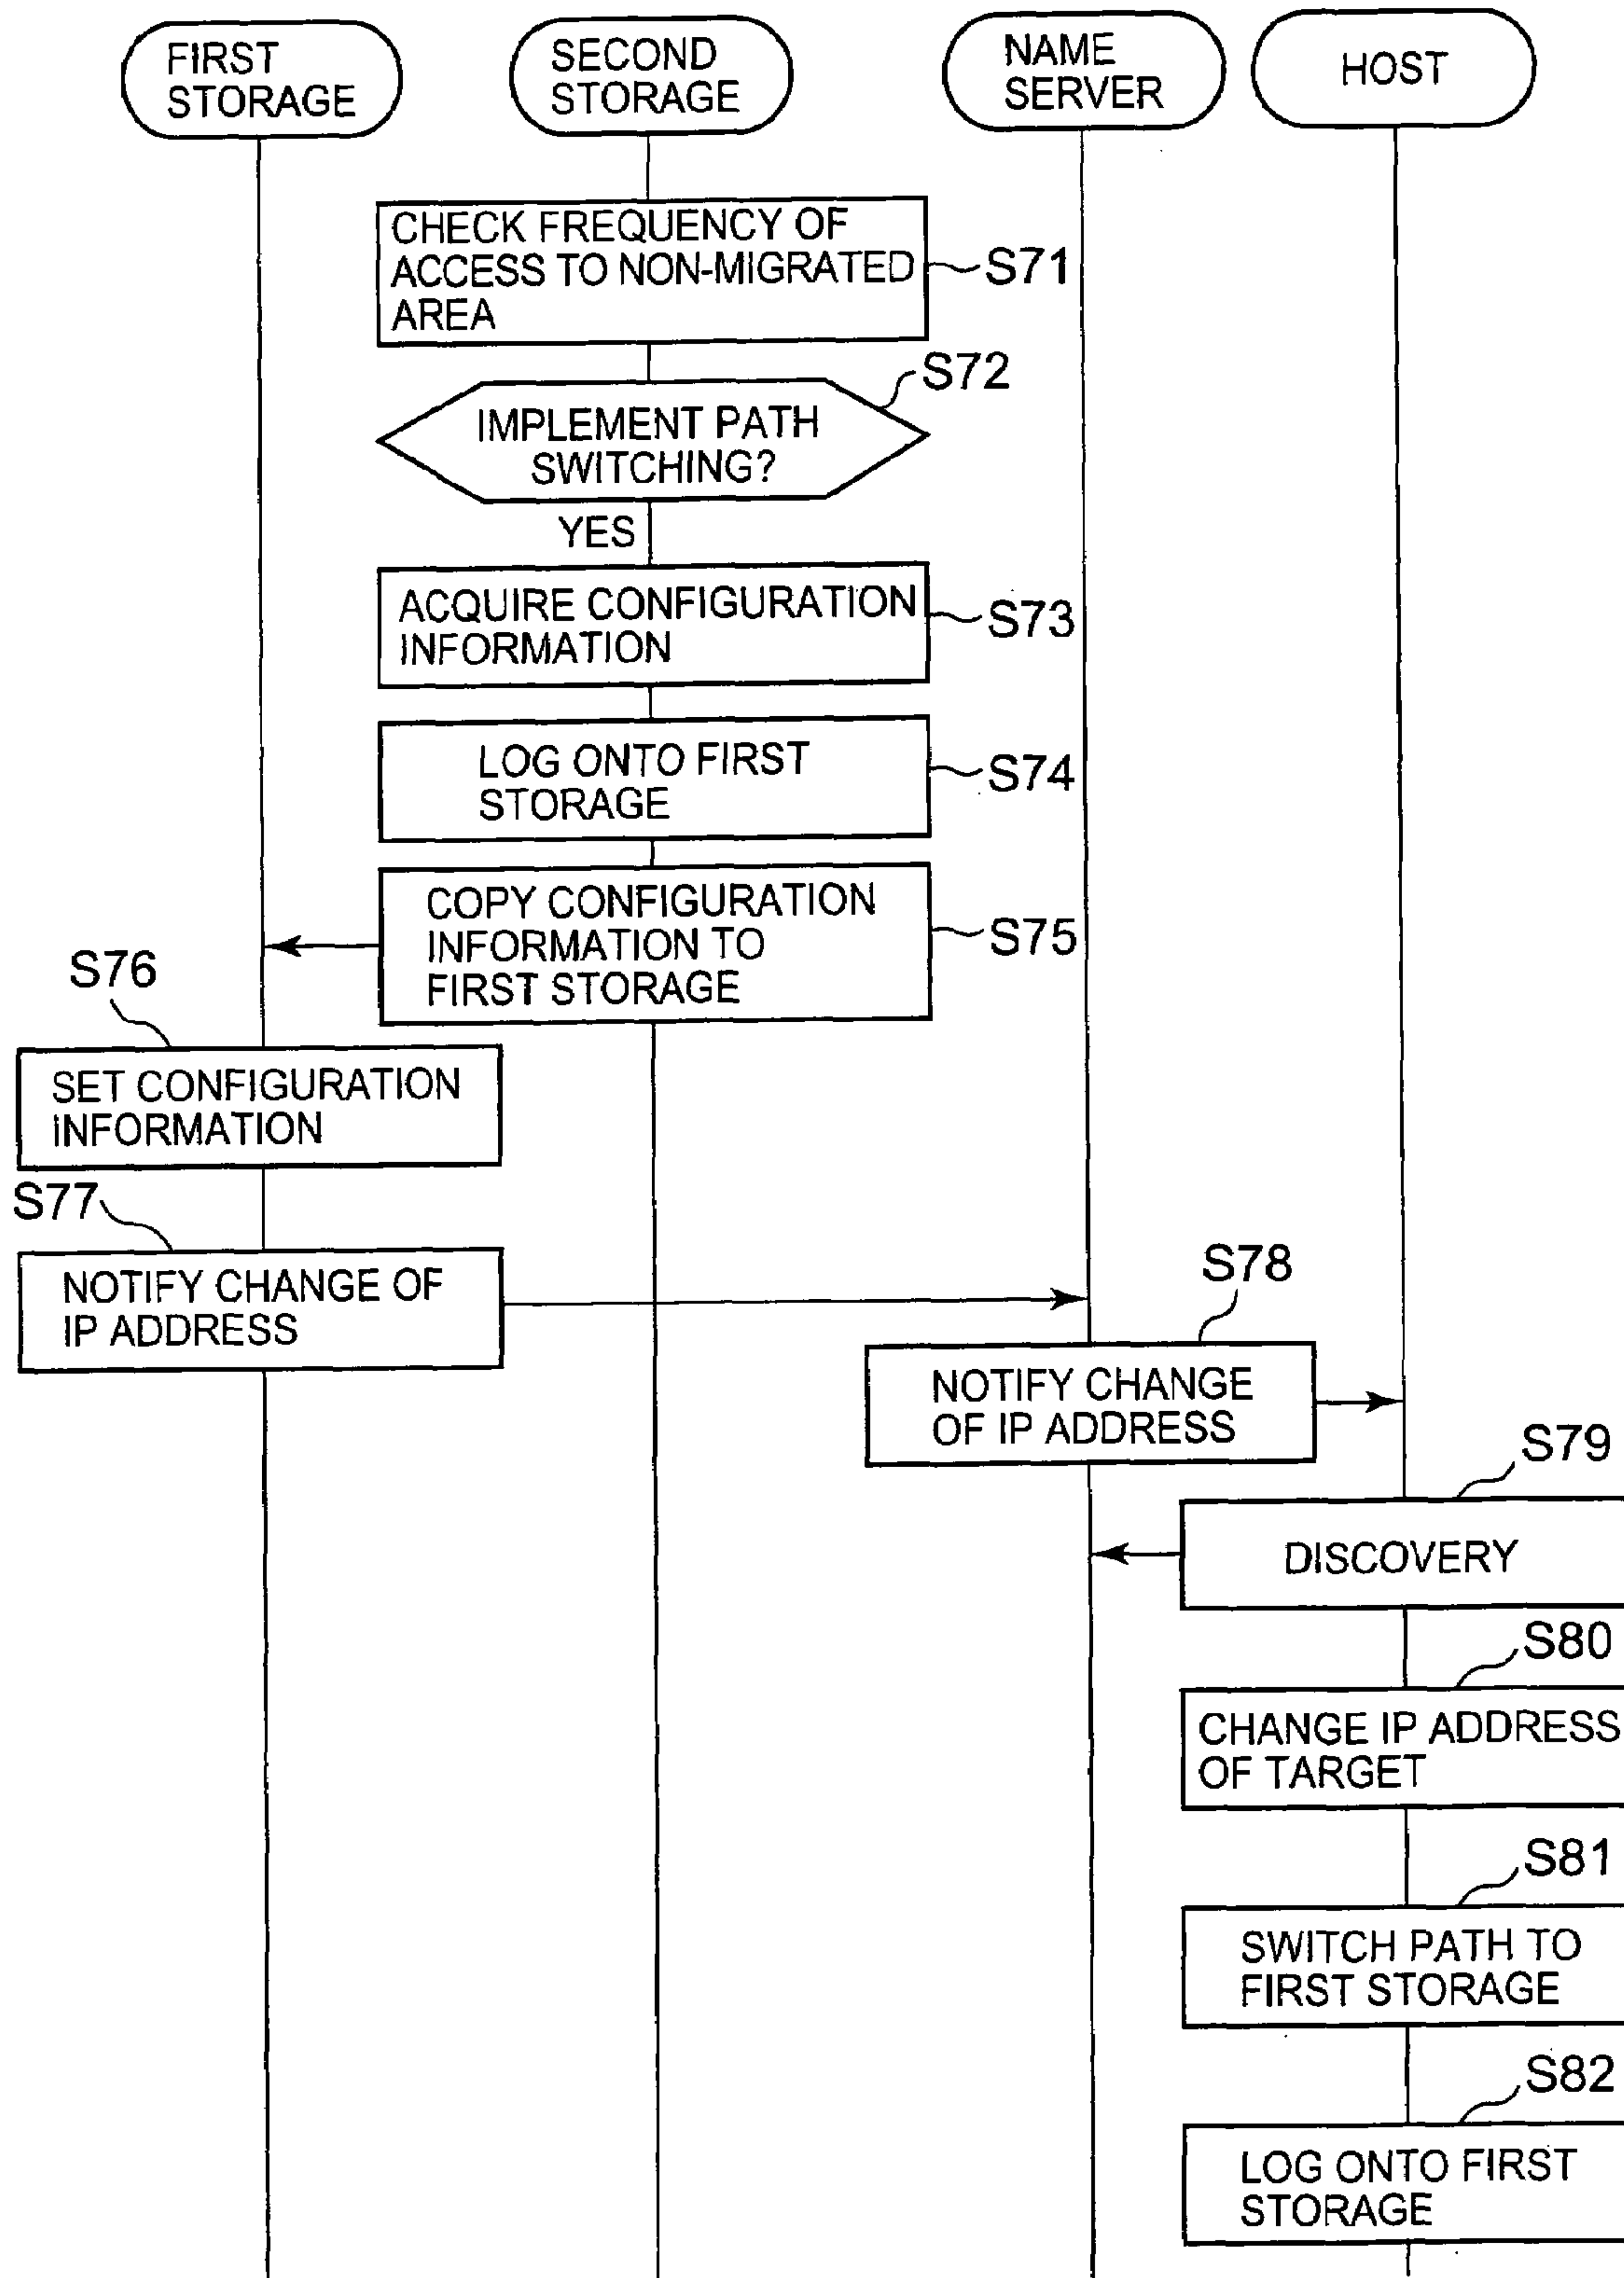 FIRST
STORAGE
SECOND
STORAGE
NAME
SERVER
HOST
CHECK FREQUENCY OF
ACCESS TO NON-MIGRATED
AREA
S71
S72
IMPLEMENT PATH
SWITCHING?
YES
ACQUIRE CONFIGURATION
INFORMATION
S73
LOG ONTO FIRST
STORAGE
S74
COPY CONFIGURATION
INFORMATION TO
FIRST STORAGE
S75
S76
SET CONFIGURATION
INFORMATION
S77
NOTIFY CHANGE OF
IP ADDRESS
S78
NOTIFY CHANGE
OF IP ADDRESS
S79
DISCOVERY
S80
CHANGE IP ADDRESS
OF TARGET
S81
SWITCH PATH TO
FIRST STORAGE
S82
LOG ONTO FIRST
STORAGE